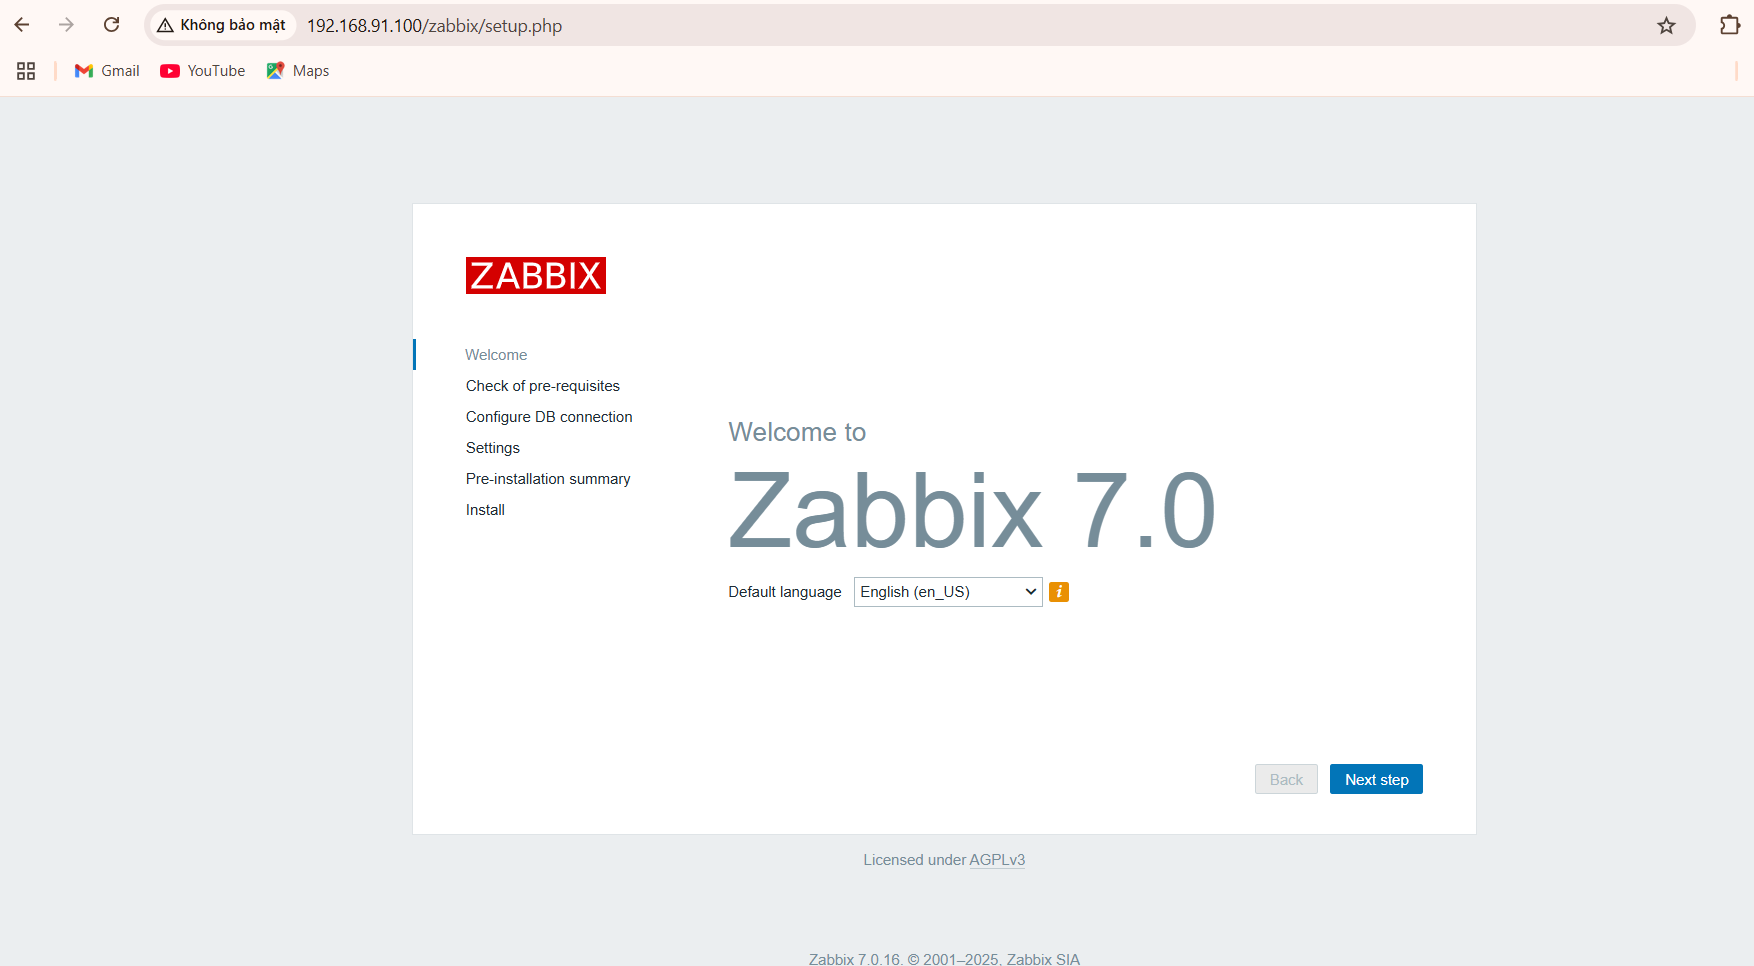 Không bảo mật 192.168.91.100/zabbix/setup.php
Gmail YouTube Maps
ZABBIX
Welcome
Check of pre-requisites
Configure DB connection
Settings
Pre-installation summary
Install
Welcome to
Zabbix 7.0
Default language English (en_US) i
Back Next step
Licensed under AGPLv3
Zabbix 7.0.16. © 2001–2025, Zabbix SIA